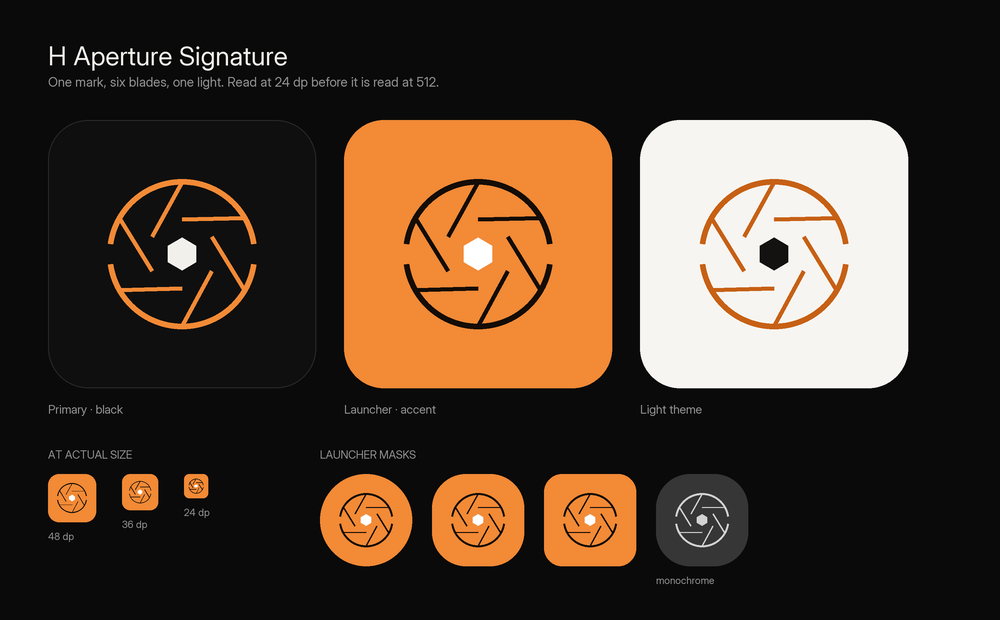 H Aperture Signature
One mark, six blades, one light. Read at 24 dp before it is read at 512.
Primary · black
Launcher · accent
Light theme
AT ACTUAL SIZE
LAUNCHER MASKS
48 dp
36 dp
24 dp
monochrome